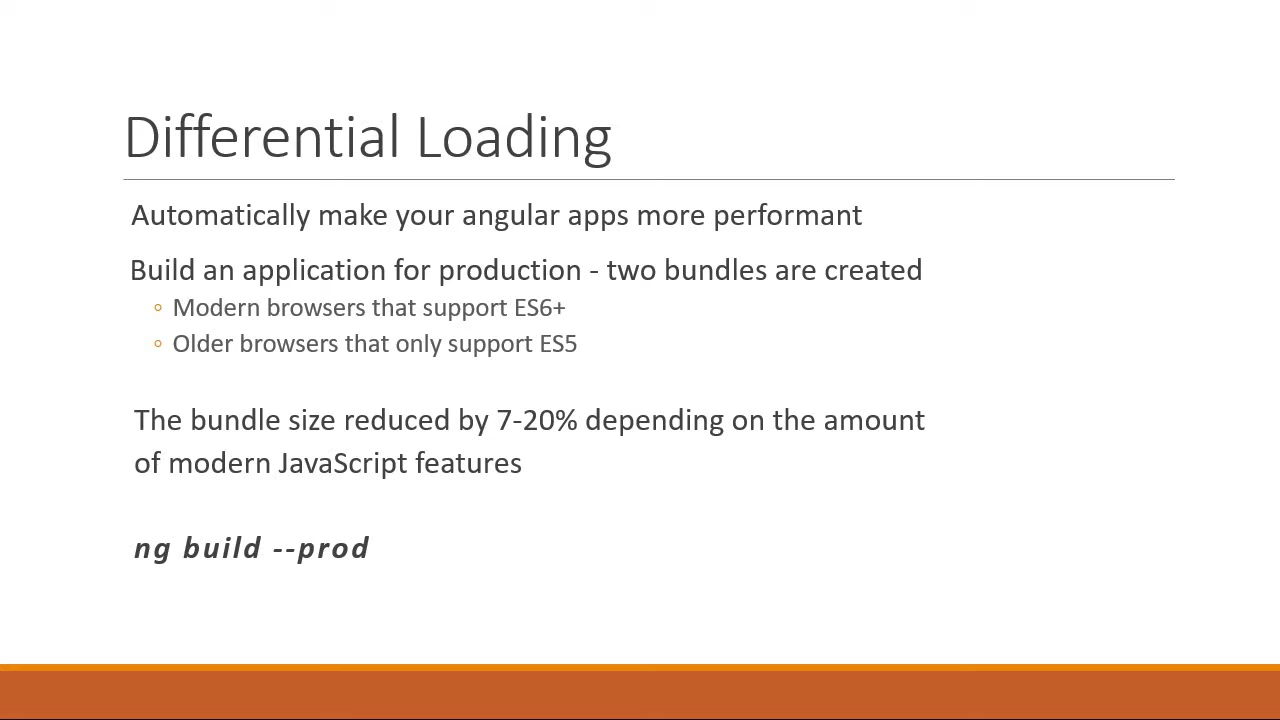 Differential Loading
Automatically make your angular apps more performant
Build an application for production - two bundles are created
◦ Modern browsers that support ES6+
◦ Older browsers that only support ES5
The bundle size reduced by 7-20% depending on the amount
of modern JavaScript features
ng build --prod